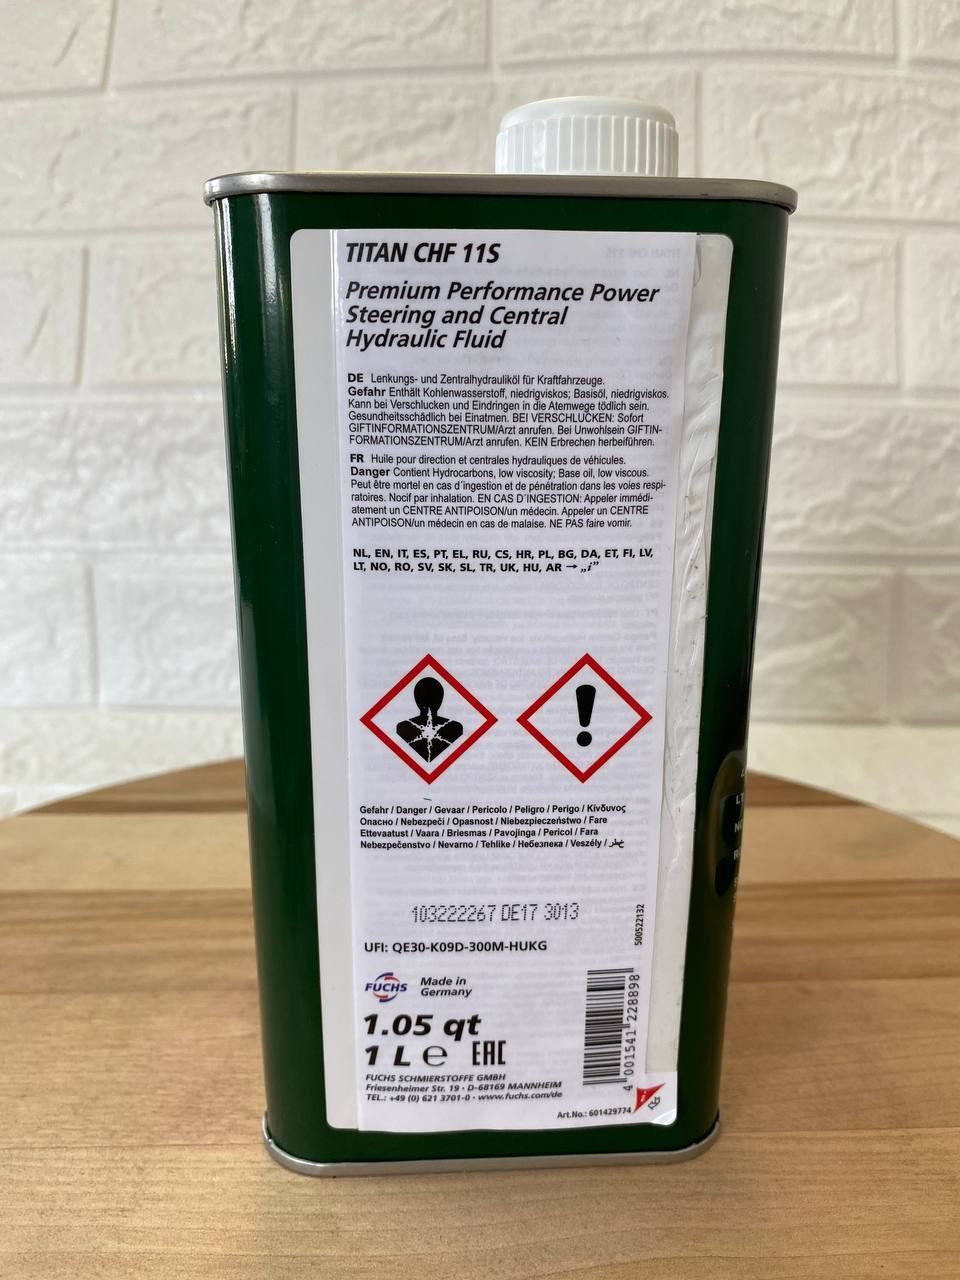 TITAN CHF 11S
Premium Performance Power
Steering and Central
Hydraulic Fluid
DE Lenkungs- und Zentralhydrauliköl für Kraftfahrzeuge.
Gefahr Enthält Kohlenwasserstoff, niedrigviskos; Basisöl, niedrigviskos.
Kann bei Verschlucken und Eindringen in die Atemwege tödlich sein.
Gesundheitsschädlich bei Einatmen. BEI VERSCHLUCKEN: Sofort
GIFTINFORMATIONSZENTRUM/Arzt anrufen. Bei Unwohlsein GIFTIN-
FORMATIONSZENTRUM/Arzt anrufen. KEIN Erbrechen herbeiführen.
FR Huile pour direction et centrales hydrauliques de véhicules.
Danger Contient Hydrocarbons, low viscosity; Base oil, low viscous.
Peut être mortel en cas d´ingestion et de pénétration dans les voies respi-
ratoires. Nocif par inhalation. EN CAS D´INGESTION: Appeler immédi-
atement un CENTRE ANTIPOISON/un médecin. Appeler un CENTRE
ANTIPOISON/un médecin en cas de malaise. NE PAS faire vomir.
NL, EN, IT, ES, PT, EL, RU, CS, HR, PL, BG, DA, ET, FI, LV,
LT, NO, RO, SV, SK, SL, TR, UK, HU, AR → „i”
Gefahr / Danger / Gevaar / Pericolo / Peligro / Perigo / Κίνδυνος
Опасно / Nebezpečí / Opasnost / Niebezpieczeństwo / Fare
Ettevaatust / Vaara / Briesmas / Pavojinga / Pericol / Fara
Nebezpečenstvo / Nevarno / Tehlike / Небезпека / Veszély / خطر
103222267 DE17 3013
500522132
UFI: QE30-K09D-300M-HUKG
FUCHS
Made in
Germany
1.05 qt
1 L ℮ EAC
FUCHS SCHMIERSTOFFE GMBH
Friesenheimer Str. 19 · D-68169 MANNHEIM
TEL.: +49 (0) 621 3701-0 · www.fuchs.com/de
4 001541 228898
Art.No.: 601429774
i